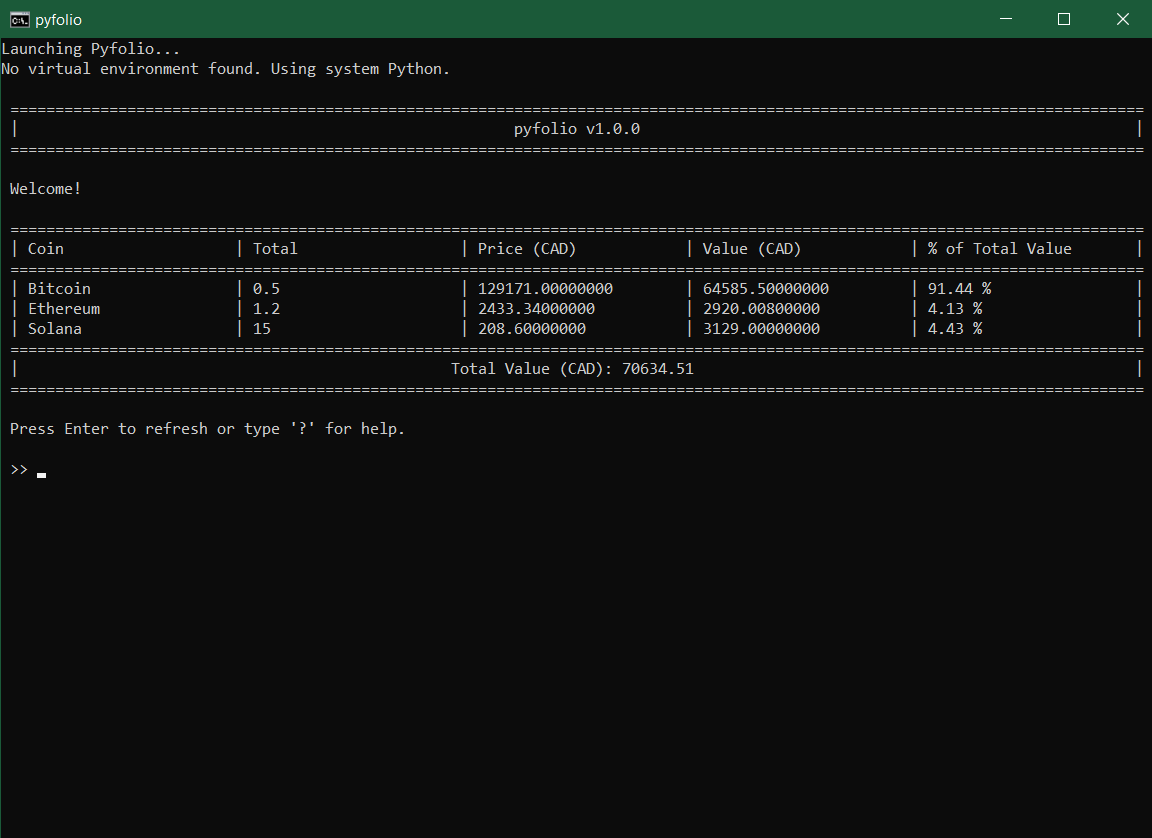 pyfolio
Launching Pyfolio...
No virtual environment found. Using system Python.
==============================================================================================================================
| pyfolio v1.0.0 |
==============================================================================================================================
Welcome!
==============================================================================================================================
| Coin | Total | Price (CAD) | Value (CAD) | % of Total Value |
==============================================================================================================================
| Bitcoin | 0.5 | 129171.00000000 | 64585.50000000 | 91.44 % |
| Ethereum | 1.2 | 2433.34000000 | 2920.00800000 | 4.13 % |
| Solana | 15 | 208.60000000 | 3129.00000000 | 4.43 % |
==============================================================================================================================
| Total Value (CAD): 70634.51 |
==============================================================================================================================
Press Enter to refresh or type '?' for help.
>>